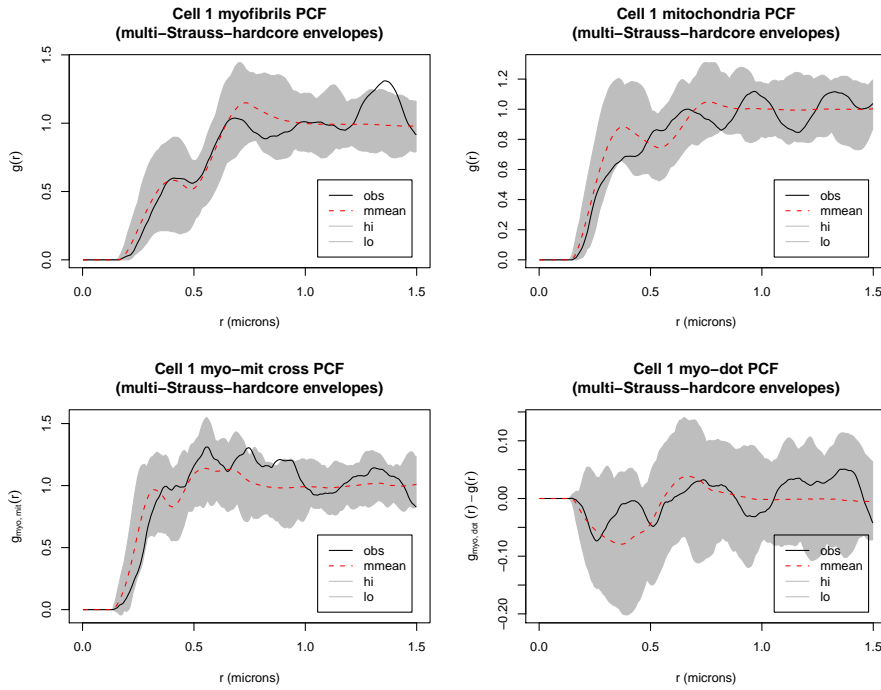 Cell 1 myofibrils PCF
(multi−Strauss−hardcore envelopes)
g(r)
1.5
1.0
0.5
0.0
obs
mmean
hi
lo
0.0 0.5 1.0 1.5
r (microns)
Cell 1 mitochondria PCF
(multi−Strauss−hardcore envelopes)
g(r)
1.2
1.0
0.8
0.6
0.4
0.2
0.0
obs
mmean
hi
lo
0.0 0.5 1.0 1.5
r (microns)
Cell 1 myo−mit cross PCF
(multi−Strauss−hardcore envelopes)
g_myo, mit(r)
1.5
1.0
0.5
0.0
obs
mmean
hi
lo
0.0 0.5 1.0 1.5
r (microns)
Cell 1 myo−dot PCF
(multi−Strauss−hardcore envelopes)
g_myo, dot (r) − g(r)
0.10
0.00
−0.10
−0.20
obs
mmean
hi
lo
0.0 0.5 1.0 1.5
r (microns)